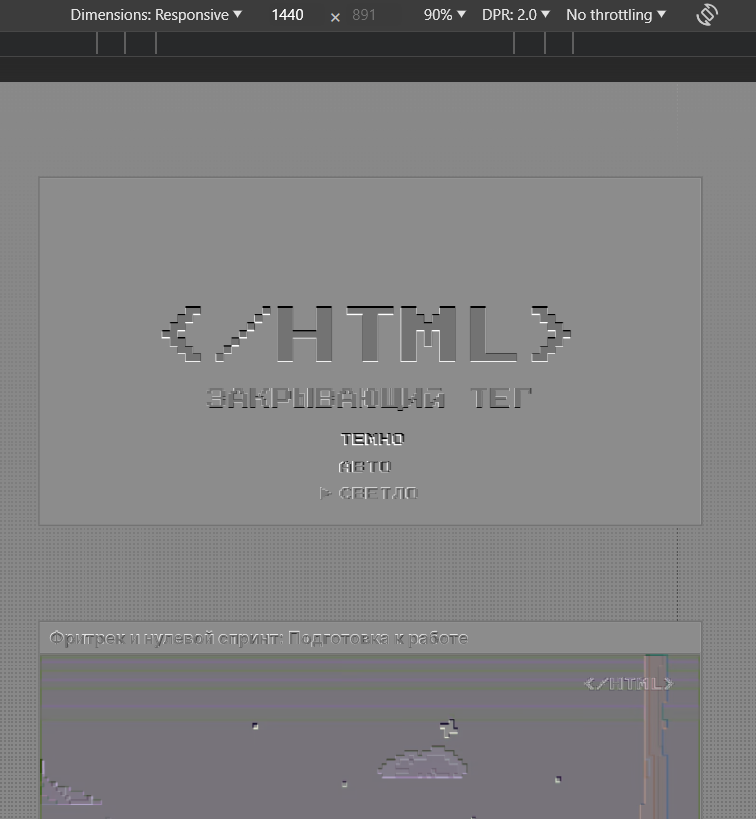 Dimensions: Responsive 1440 × 891 90% DPR: 2.0 No throttling
</HTML>
ЗАКРЫВАЮЩИЙ ТЕГ
ТЕМНО
АВТО
СВЕТЛО
Фритрек и нулевой спринт: Подготовка к работе
</HTML>